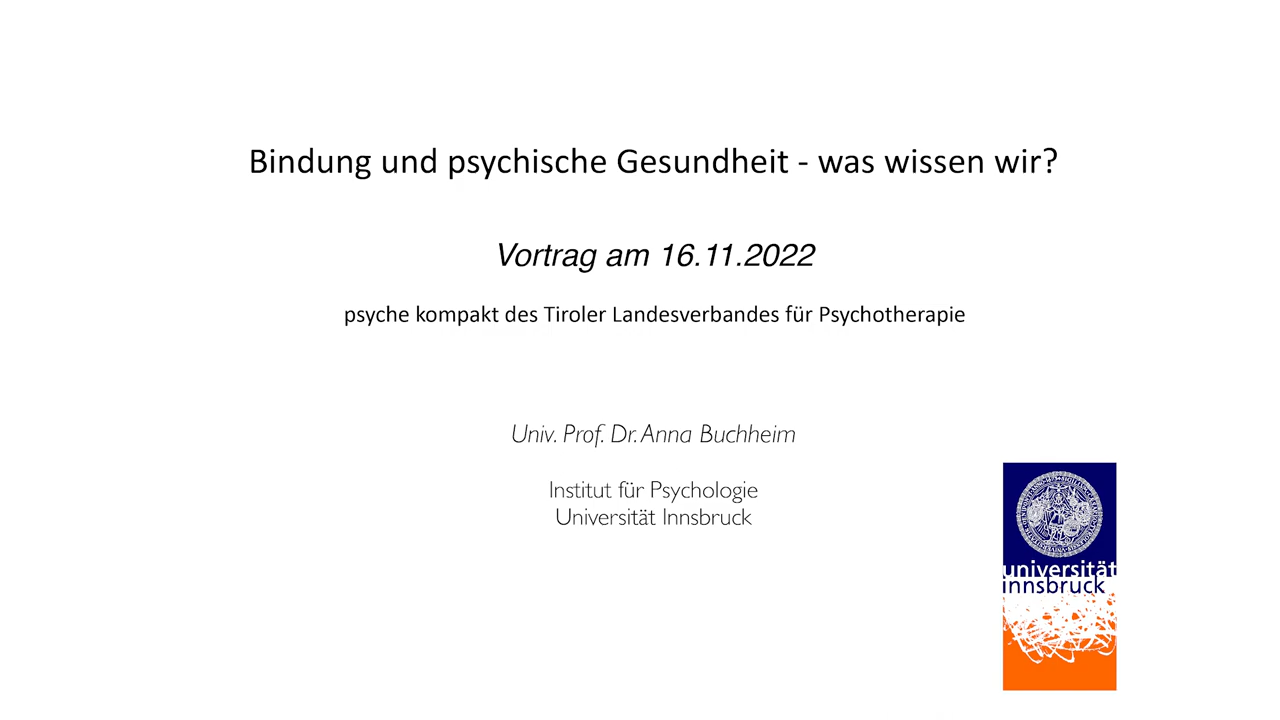 Bindung und psychische Gesundheit - was wissen wir?
Vortrag am 16.11.2022
psyche kompakt des Tiroler Landesverbandes für Psychotherapie
Univ. Prof. Dr. Anna Buchheim
Institut für Psychologie
Universität Innsbruck
universität
innsbruck